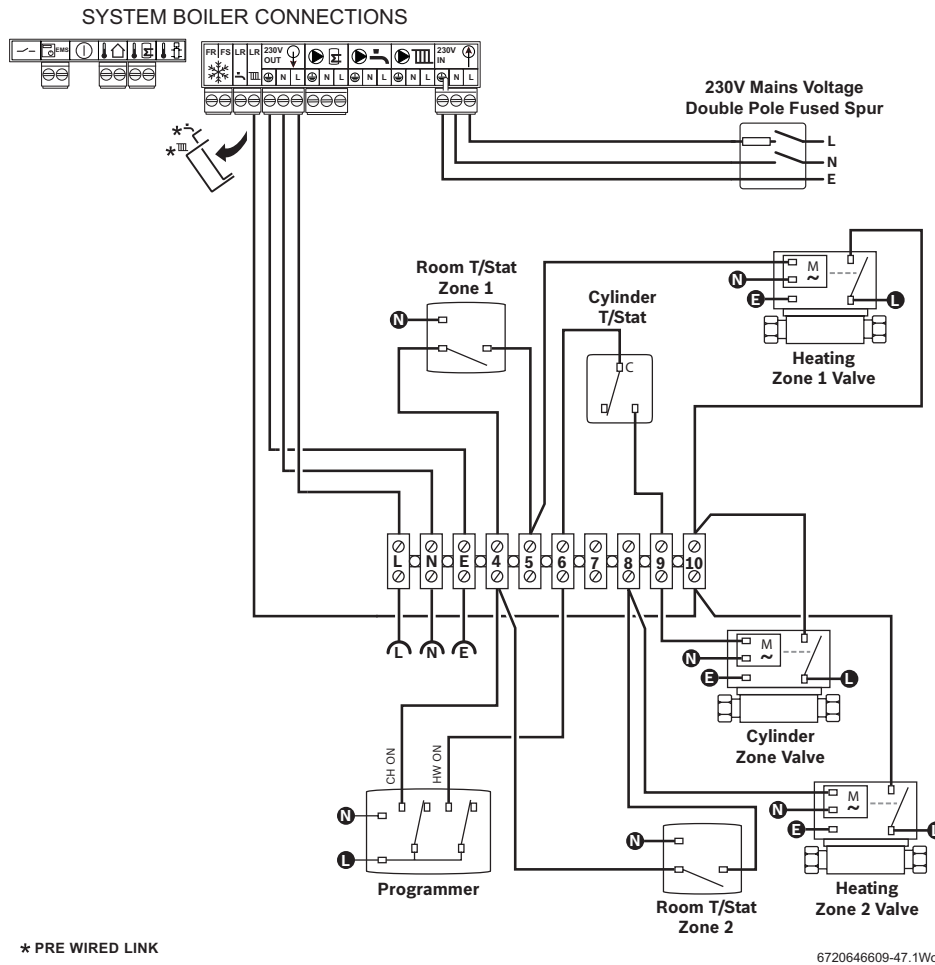 SYSTEM BOILER CONNECTIONS
EMS
FR FS LR LR 230V OUT 230V IN
N L N L N L N L N L
230V Mains Voltage
Double Pole Fused Spur
L
N
E
Room T/Stat
Zone 1
N
Cylinder
T/Stat
C
M
~
N
E
L
Heating
Zone 1 Valve
L N E 4 5 6 7 8 9 10
L N E
M
~
N
E
L
Cylinder
Zone Valve
CH ON
HW ON
N
L
Programmer
N
Room T/Stat
Zone 2
M
~
N
E
Heating
Zone 2 Valve
* PRE WIRED LINK
6720646609-47.1Wo